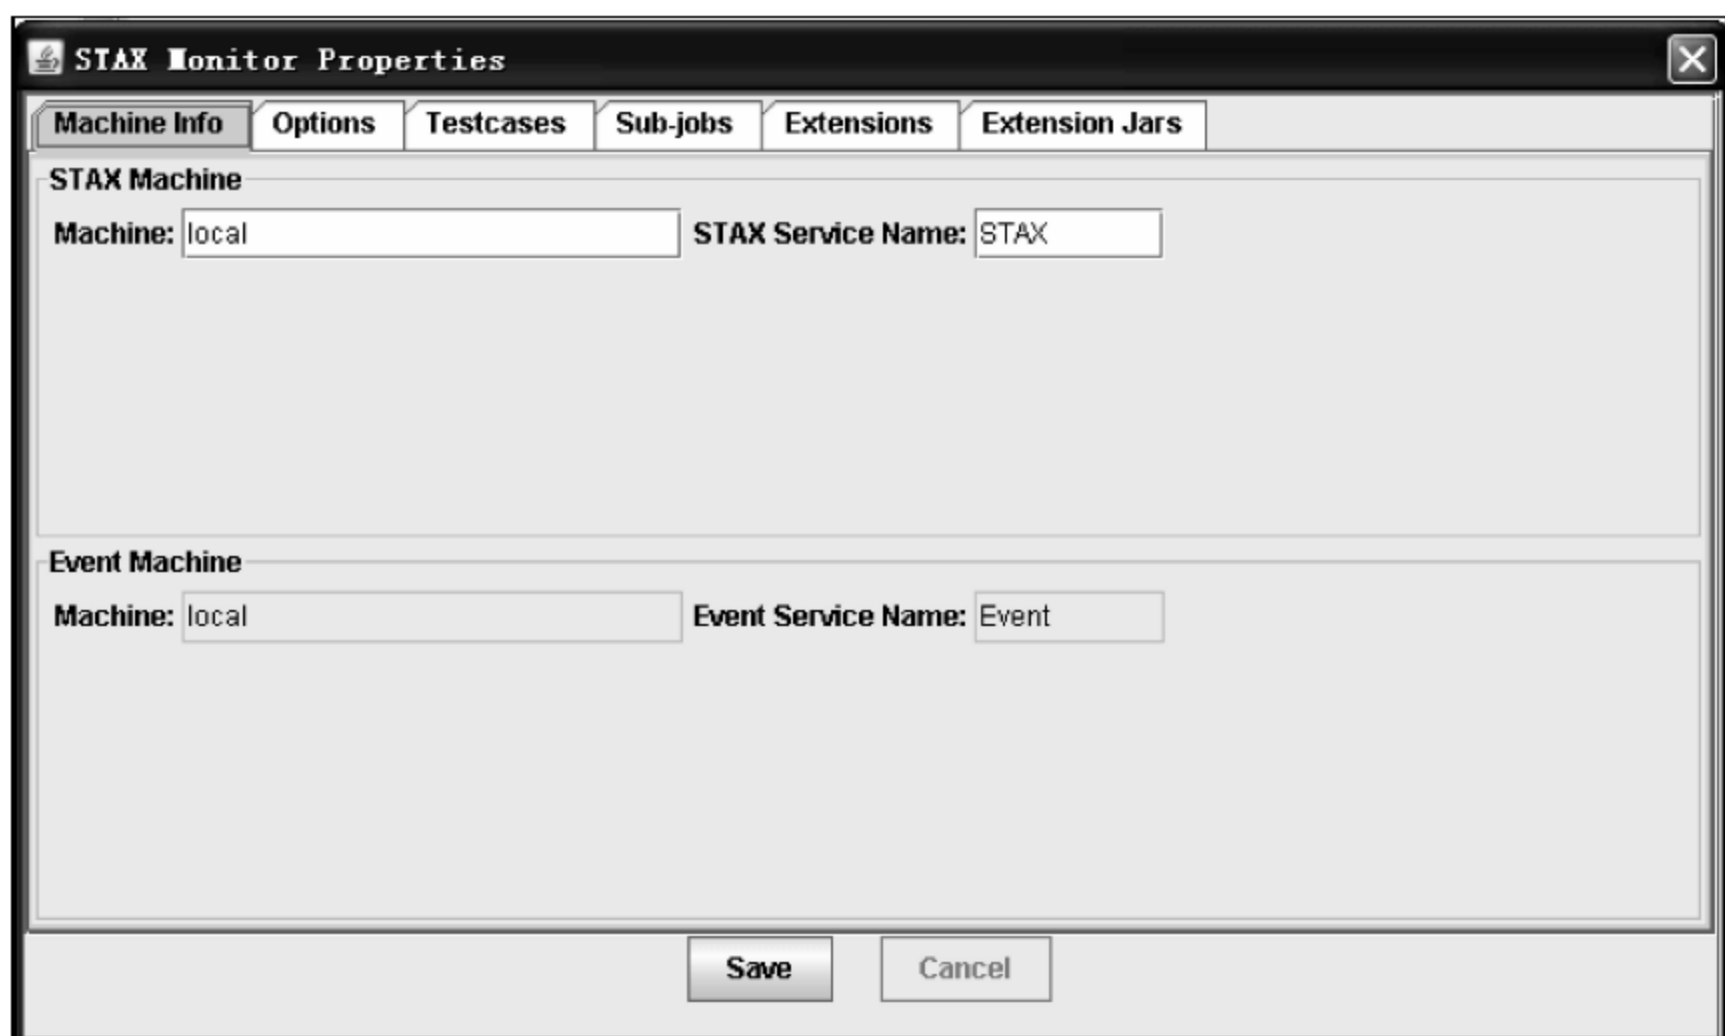 STAX Monitor Properties
Machine Info Options Testcases Sub-jobs Extensions Extension Jars
STAX Machine
Machine: local STAX Service Name: STAX
Event Machine
Machine: local Event Service Name: Event
Save Cancel